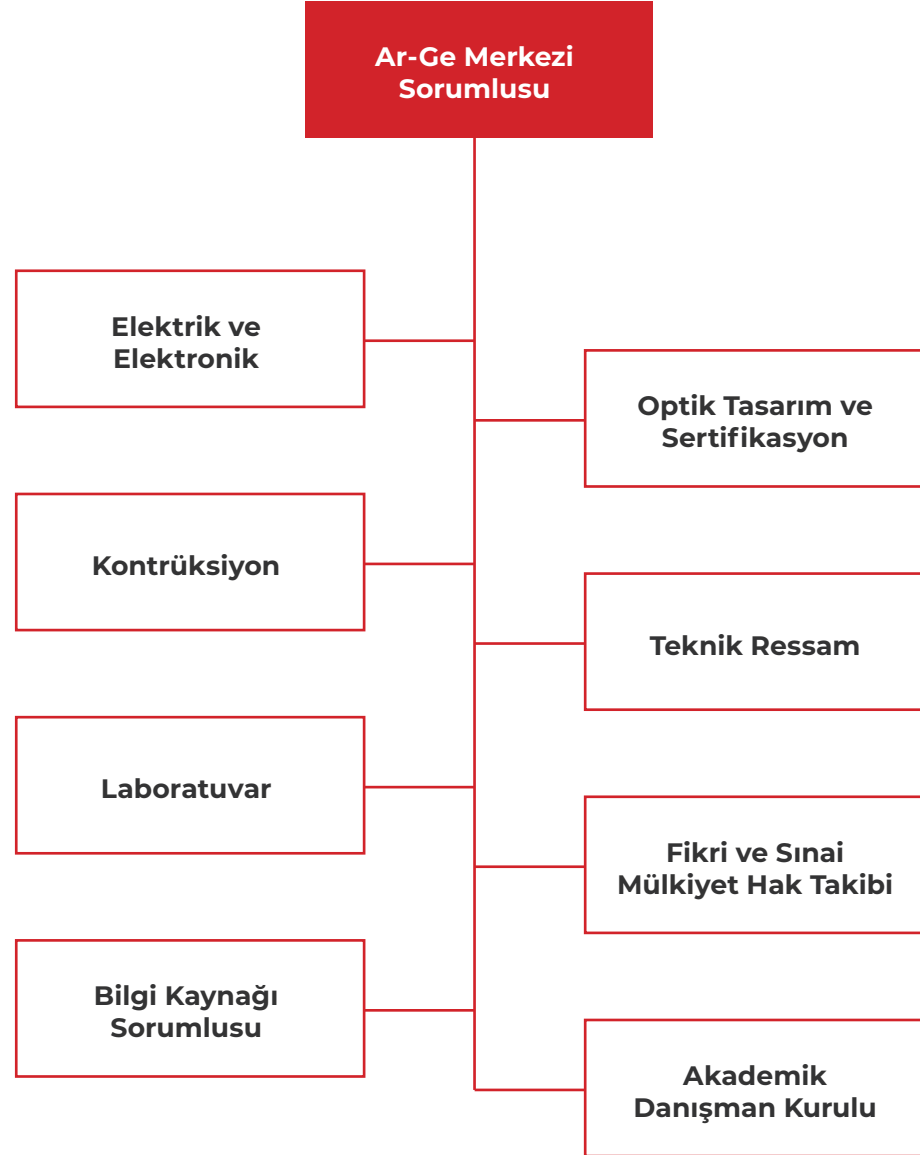 Ar-Ge Merkezi
Sorumlusu
Elektrik ve
Elektronik
Optik Tasarım ve
Sertifikasyon
Kontrüksiyon
Teknik Ressam
Laboratuvar
Fikri ve Sınai
Mülkiyet Hak Takibi
Bilgi Kaynağı
Sorumlusu
Akademik
Danışman Kurulu